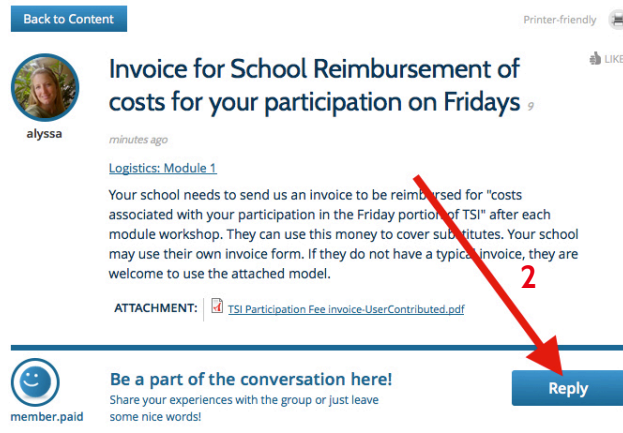 Back to Content
Printer-friendly
LIKE
Invoice for School Reimbursement of
costs for your participation on Fridays 9
minutes ago
alyssa
Logistics: Module 1
Your school needs to send us an invoice to be reimbursed for "costs
associated with your participation in the Friday portion of TSI" after each
module workshop. They can use this money to cover substitutes. Your school
may use their own invoice form. If they do not have a typical invoice, they are
welcome to use the attached model.
2
ATTACHMENT: TSI Participation Fee invoice-UserContributed.pdf
Be a part of the conversation here!
Share your experiences with the group or just leave
some nice words!
member.paid
Reply